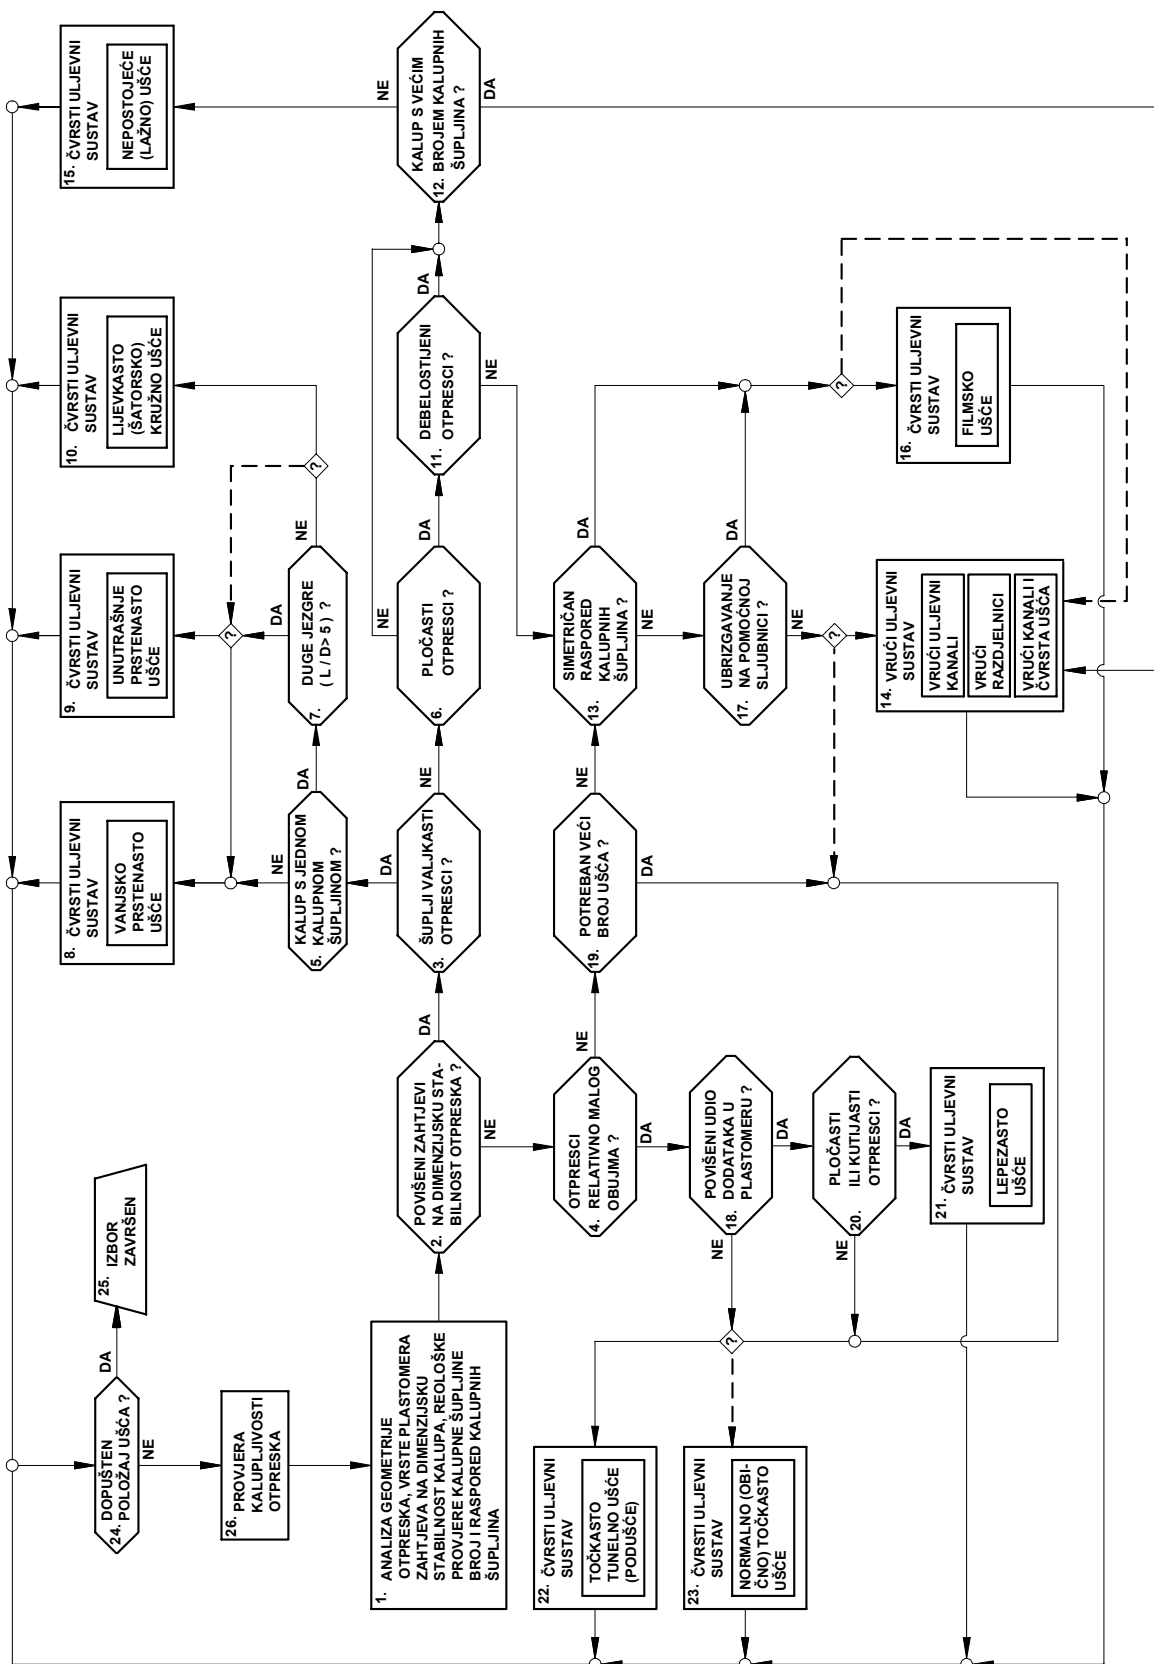 1. ANALIZA GEOMETRIJE
OTPRESKA, VRSTE PLASTOMERA
ZAHTJEVA NA DIMENZIJSKU
STABILNOST KALUPA, REOLOŠKE
PROVJERE KALUPNE ŠUPLJINE
BROJ I RASPORED KALUPNIH
ŠUPLJINA
POVIŠENI ZAHTJEVI
NA DIMENZIJSKU STA-
2. BILNOST OTPRESKA ?
DA
NE
ŠUPLJI VALJKASTI
3. OTPRESCI ?
DA
NE
OTPRESCI
RELATIVNO MALOG
4. OBUJMA ?
NE
DA
KALUP S JEDNOM
KALUPNOM
5. ŠUPLJINOM ?
NE
DA
PLOČASTI
OTPRESCI ?
6.
NE
DA
DUGE JEZGRE
( L / D> 5 ) ?
7.
DA
NE
?
?
8. ČVRSTI ULJEVNI
SUSTAV
VANJSKO
PRSTENASTO
UŠĆE
9. ČVRSTI ULJEVNI
SUSTAV
UNUTRAŠNJE
PRSTENASTO
UŠĆE
10. ČVRSTI ULJEVNI
SUSTAV
LIJEVKASTO
(ŠATORSKO)
KRUŽNO UŠĆE
DEBELOSTIJENI
11. OTPRESCI ?
DA
NE
KALUP S VEĆIM
12. BROJEM KALUPNIH
ŠUPLJINA ?
NE
DA
SIMETRIČAN
RASPORED
KALUPNIH
13. ŠUPLJINA ?
DA
NE
14. VRUĆI ULJEVNI
SUSTAV
VRUĆI ULJEVNI
KANALI
VRUĆI
RAZDJELNICI
VRUĆI KANALI I
ČVRSTA UŠĆA
15. ČVRSTI ULJEVNI
SUSTAV
NEPOSTOJEĆE
(LAŽNO) UŠĆE
16. ČVRSTI ULJEVNI
SUSTAV
FILMSKO
UŠĆE
UBRIZGAVANJE
NA POMOĆNOJ
17. SLJUBNICI ?
DA
NE
?
?
POVIŠENI UDIO
DODATAKA U
18. PLASTOMERU ?
NE
DA
POTREBAN VEĆI
19. BROJ UŠĆA ?
NE
DA
PLOČASTI
ILI KUTIJASTI
20. OTPRESCI ?
NE
DA
?
21. ČVRSTI ULJEVNI
SUSTAV
LEPEZASTO
UŠĆE
22. ČVRSTI ULJEVNI
SUSTAV
TOČKASTO
TUNELNO UŠĆE
(PODUŠĆE)
23. ČVRSTI ULJEVNI
SUSTAV
NORMALNO (OBI-
ČNO) TOČKASTO
UŠĆE
DOPUŠTEN
24. POLOŽAJ UŠĆA ?
DA
NE
25. IZBOR
ZAVRŠEN
26. PROVJERA
KALUPLJIVOSTI
OTPRESKA